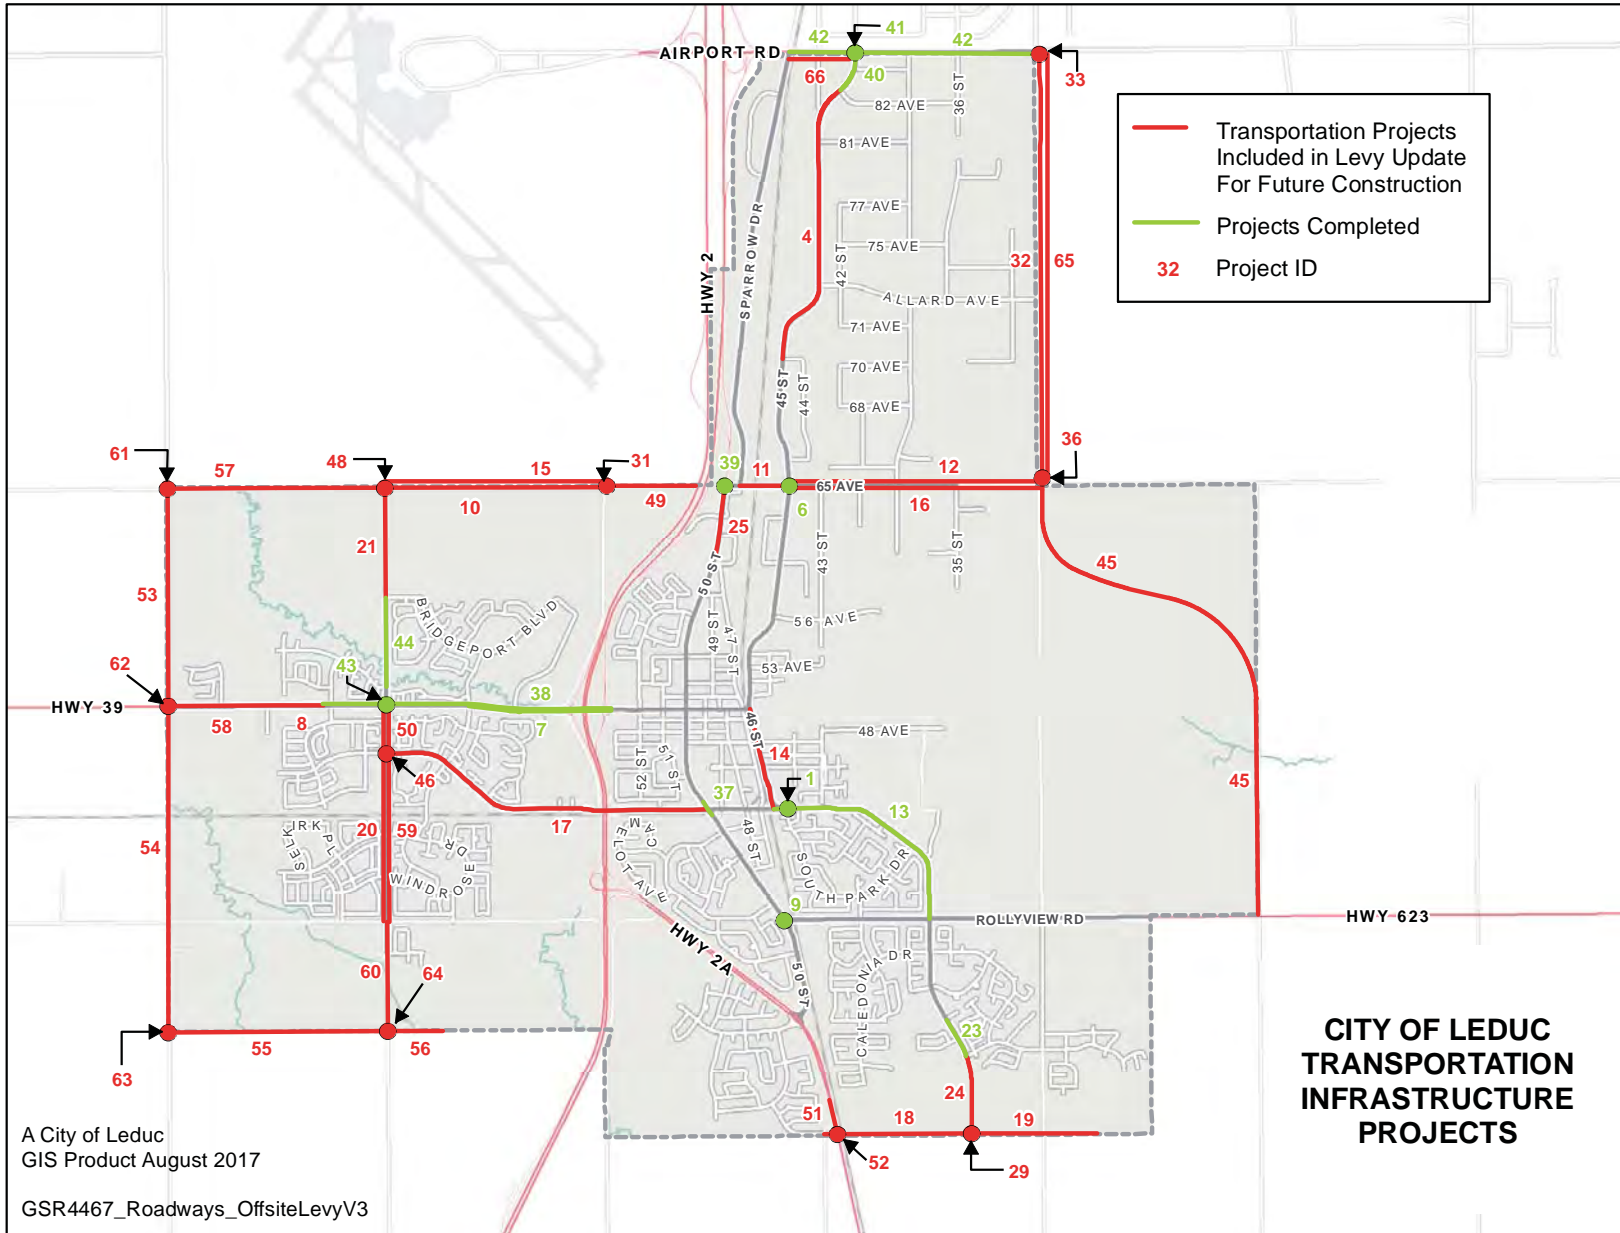 41
42
42
AIRPORT RD
66
40
33
82 AVE
36 ST
81 AVE
Transportation Projects
Included in Levy Update
For Future Construction
Projects Completed
32 Project ID
77 AVE
4
75 AVE
42 ST
32
65
HWY 2
SPARROW DR
ALLARD AVE
71 AVE
70 AVE
45 ST
44 ST
68 AVE
36
61
57
48
15
31
39
11
12
10
49
65 AVE
16
6
25
21
43 ST
35 ST
45
50 ST
53
BRIDGEPORT BLVD
49 ST
47 ST
56 AVE
44
62
43
53 AVE
38
HWY 39
58
8
50
7
46 ST
48 AVE
14
52 ST
51 ST
46
1
45
37
13
17
SELKIRK PL
20
59
54
CAMELOT AVE
48 ST
SOUTH PARK DR
WINDROSE DR
9
ROLLYVIEW RD
HWY 623
HWY 2A
60
64
50 ST
CALEDONIA DR
23
55
56
63
24
51
18
19
52
29
CITY OF LEDUC
TRANSPORTATION
INFRASTRUCTURE
PROJECTS
A City of Leduc
GIS Product August 2017
GSR4467_Roadways_OffsiteLevyV3